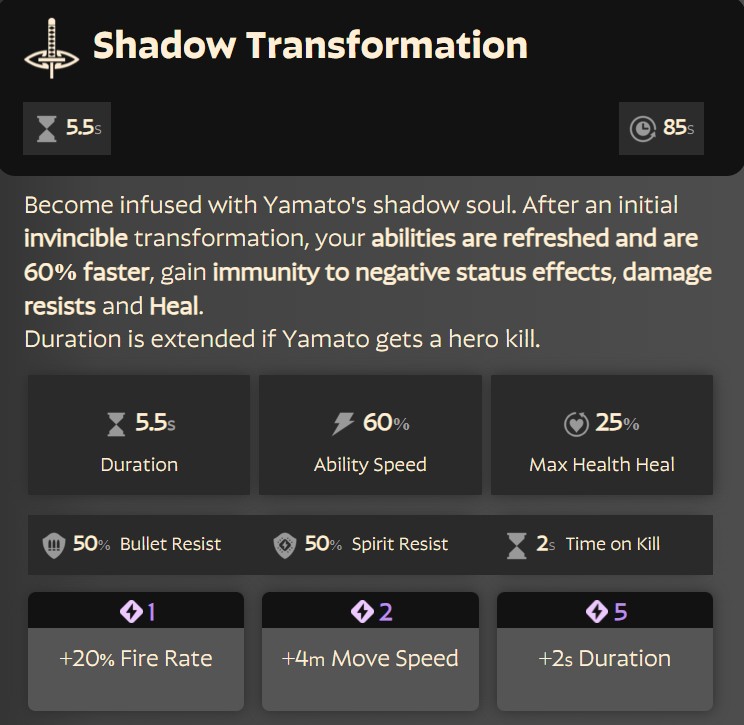 Shadow Transformation
5.5s 85s
Become infused with Yamato's shadow soul. After an initial
invincible transformation, your abilities are refreshed and are
60% faster, gain immunity to negative status effects, damage
resists and Heal.
Duration is extended if Yamato gets a hero kill.
5.5s 60% 25%
Duration Ability Speed Max Health Heal
50% Bullet Resist 50% Spirit Resist 2s Time on Kill
1 2 5
+20% Fire Rate +4m Move Speed +2s Duration